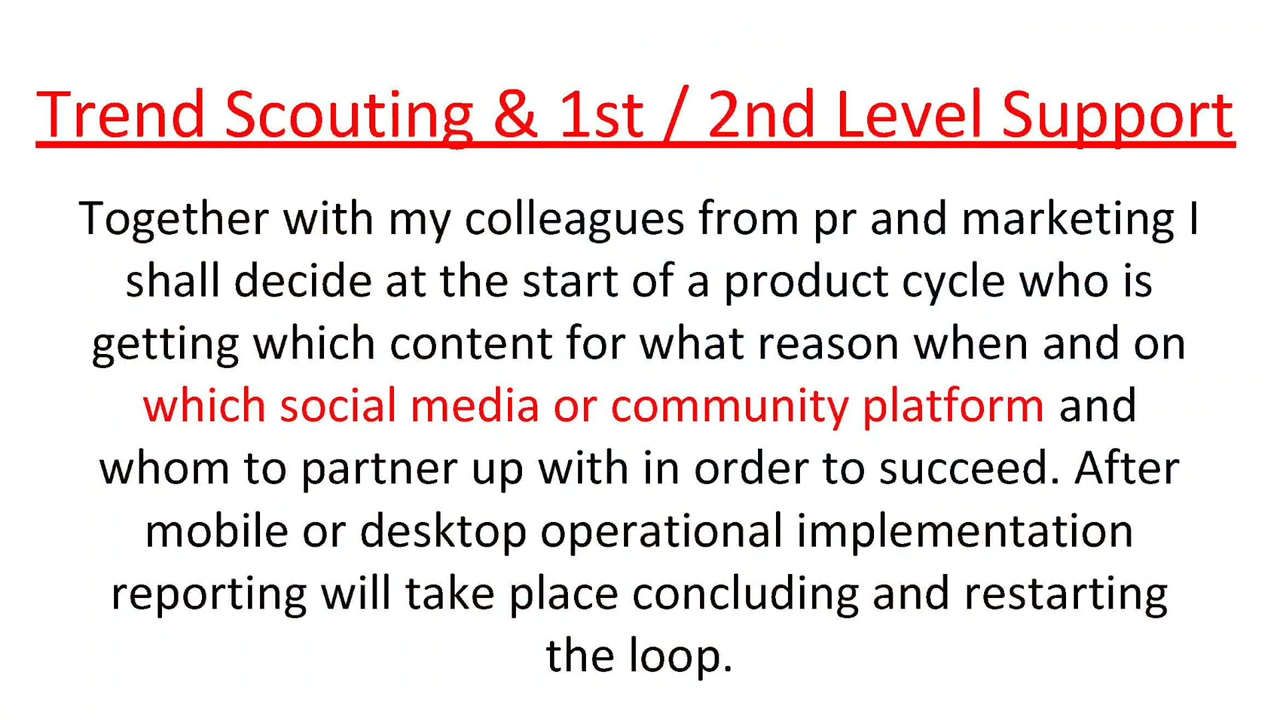 Trend Scouting & 1st / 2nd Level Support
Together with my colleagues from pr and marketing I
shall decide at the start of a product cycle who is
getting which content for what reason when and on
which social media or community platform and
whom to partner up with in order to succeed. After
mobile or desktop operational implementation
reporting will take place concluding and restarting
the loop.